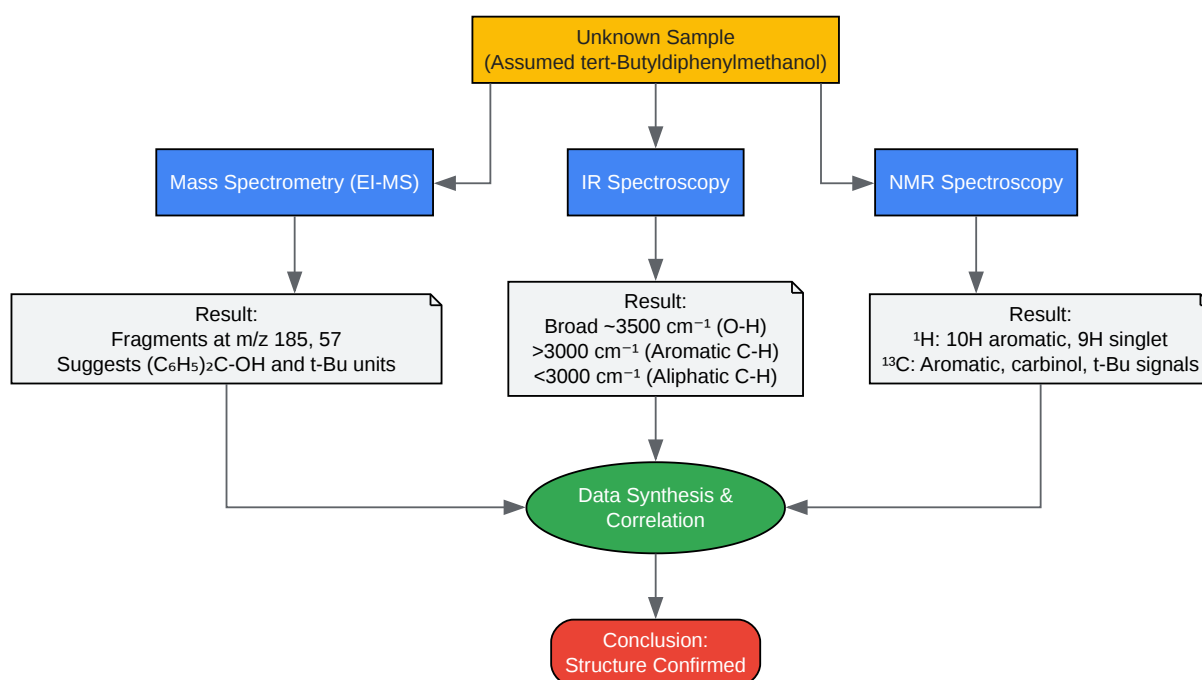 Unknown Sample
(Assumed tert-Butyldiphenylmethanol)
Mass Spectrometry (EI-MS)
IR Spectroscopy
NMR Spectroscopy
Result:
Fragments at m/z 185, 57
Suggests (C₆H₅)₂C-OH and t-Bu units
Result:
Broad ~3500 cm⁻¹ (O-H)
>3000 cm⁻¹ (Aromatic C-H)
<3000 cm⁻¹ (Aliphatic C-H)
Result:
¹H: 10H aromatic, 9H singlet
¹³C: Aromatic, carbinol, t-Bu signals
Data Synthesis &
Correlation
Conclusion:
Structure Confirmed